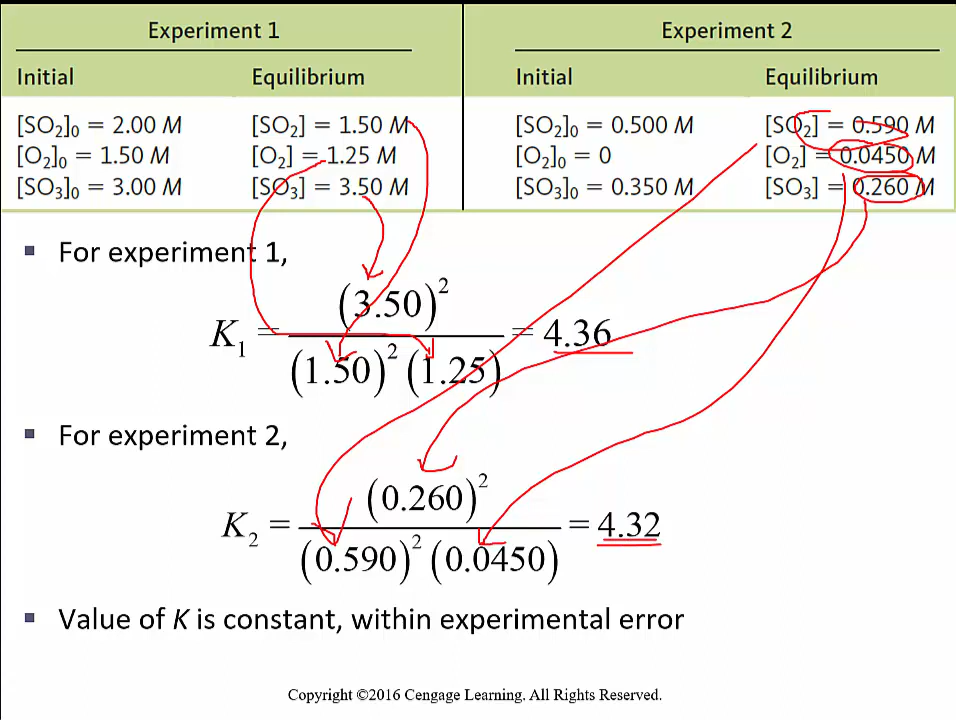 Experiment 1 Experiment 2
Initial Equilibrium Initial Equilibrium
[SO₂]₀ = 2.00 M [SO₂] = 1.50 M [SO₂]₀ = 0.500 M [SO₂] = 0.590 M
[O₂]₀ = 1.50 M [O₂] = 1.25 M [O₂]₀ = 0 [O₂] = 0.0450 M
[SO₃]₀ = 3.00 M [SO₃] = 3.50 M [SO₃]₀ = 0.350 M [SO₃] = 0.260 M
▪ For experiment 1,
K₁ = (3.50)² / (1.50)² (1.25) = 4.36
▪ For experiment 2,
K₂ = (0.260)² / (0.590)² (0.0450) = 4.32
▪ Value of K is constant, within experimental error
Copyright ©2016 Cengage Learning. All Rights Reserved.